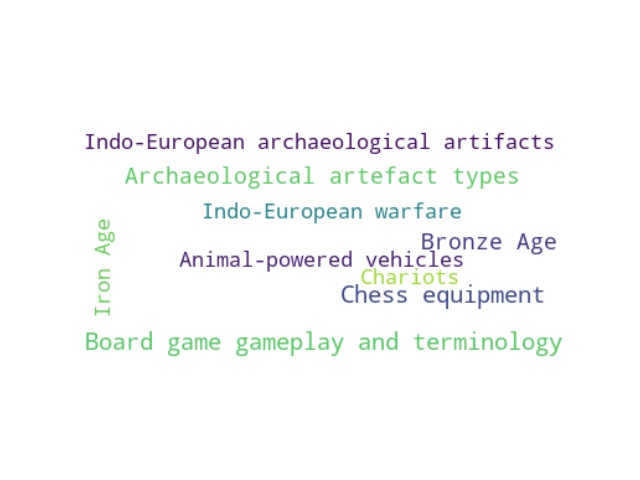 Indo-European archaeological artifacts
Archaeological artefact types
Indo-European warfare
Iron Age
Bronze Age
Animal-powered vehicles
Chariots
Chess equipment
Board game gameplay and terminology